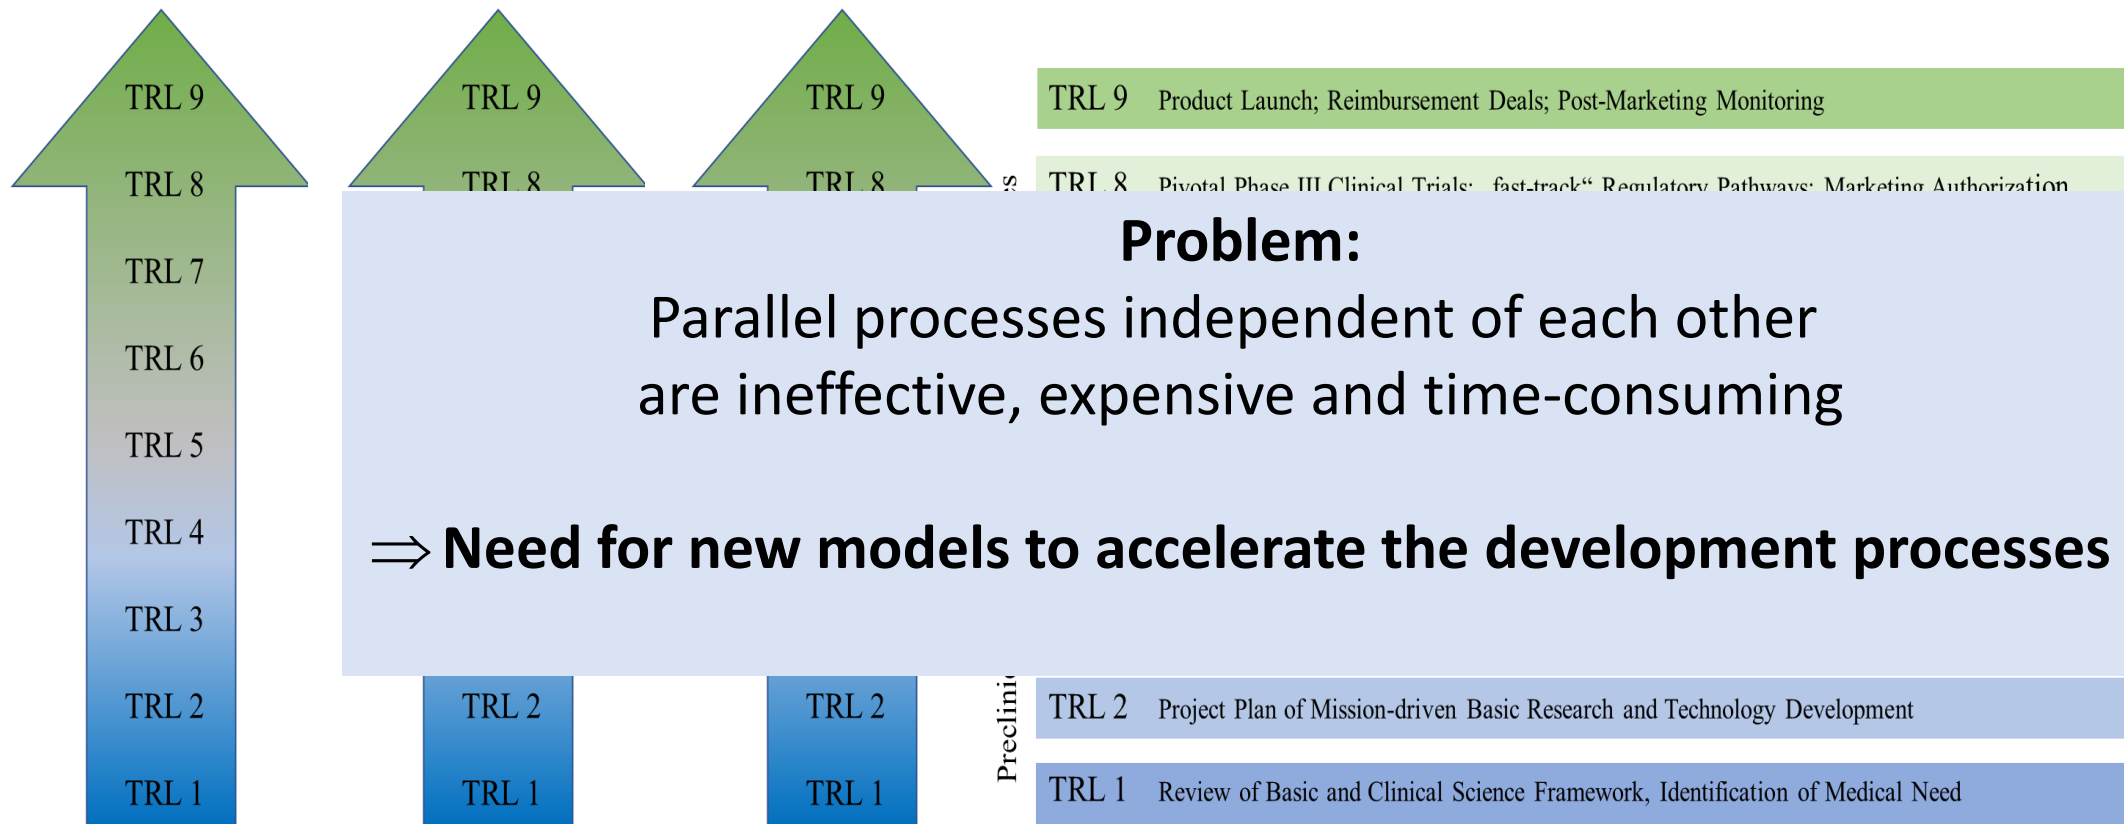 TRL 9
TRL 8
TRL 7
TRL 6
TRL 5
TRL 4
TRL 3
TRL 2
TRL 1
TRL 9
TRL 8
TRL 2
TRL 1
TRL 9
TRL 8
TRL 2
TRL 1
TRL 9 Product Launch; Reimbursement Deals; Post-Marketing Monitoring
TRL 8 Pivotal Phase III Clinical Trials; „fast-track“ Regulatory Pathways; Marketing Authorization
Problem:
Parallel processes independent of each other
are ineffective, expensive and time-consuming
⇒ Need for new models to accelerate the development processes
TRL 2 Project Plan of Mission-driven Basic Research and Technology Development
TRL 1 Review of Basic and Clinical Science Framework, Identification of Medical Need